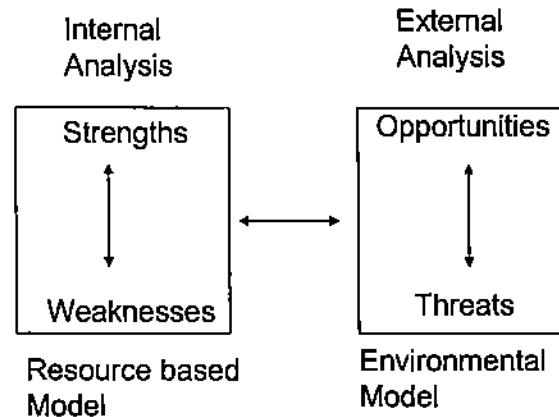 Internal
Analysis
Strengths
Weaknesses
Resource based
Model
External
Analysis
Opportunities
Threats
Environmental
Model